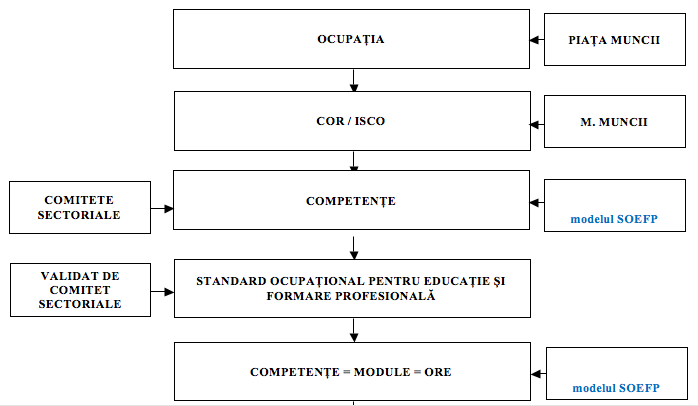 OCUPAȚIA
PIAȚA MUNCII
COR / ISCO
M. MUNCII
COMITETE
SECTORIALE
COMPETENȚE
modelul SOEFP
VALIDAT DE
COMITET
SECTORIALE
STANDARD OCUPAȚIONAL PENTRU EDUCAȚIE ȘI
FORMARE PROFESIONALĂ
COMPETENȚE = MODULE = ORE
modelul SOEFP